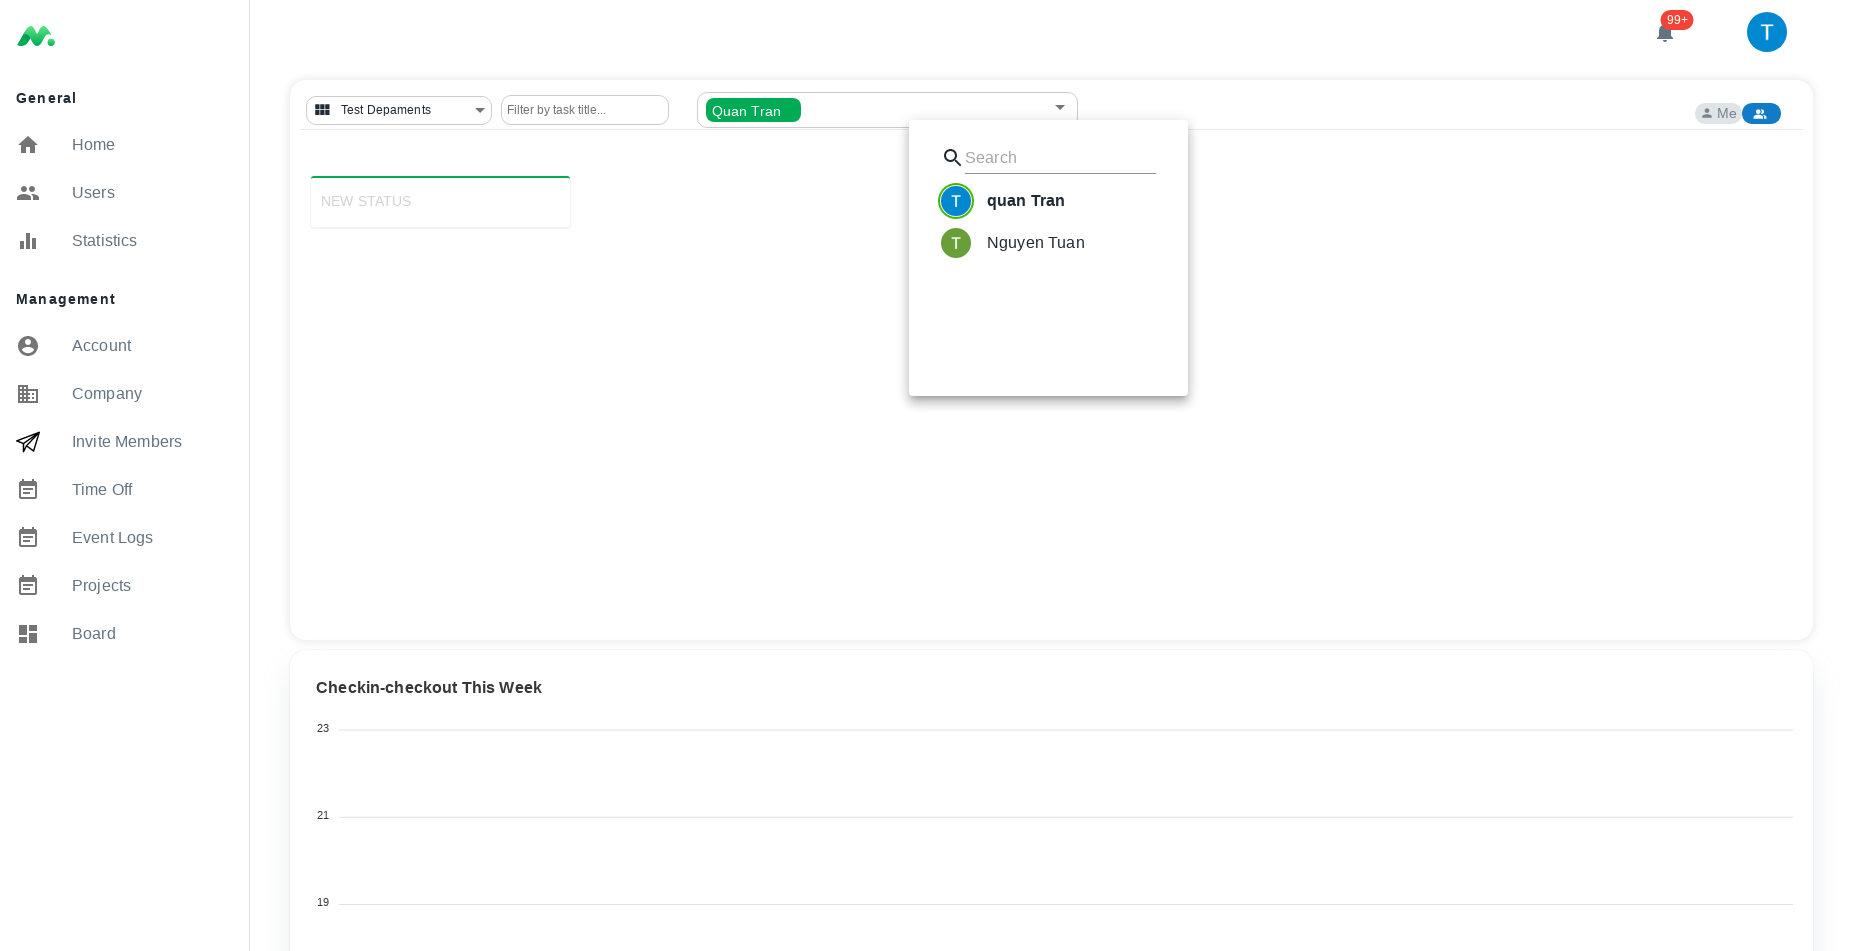 99+
T
General
Home
Users
Statistics
Management
Account
Company
Invite Members
Time Off
Event Logs
Projects
Board
Test Depaments
Filter by task title...
Quan Tran
Me
NEW STATUS
Search
T quan Tran
T Nguyen Tuan
Checkin-checkout This Week
23
21
19